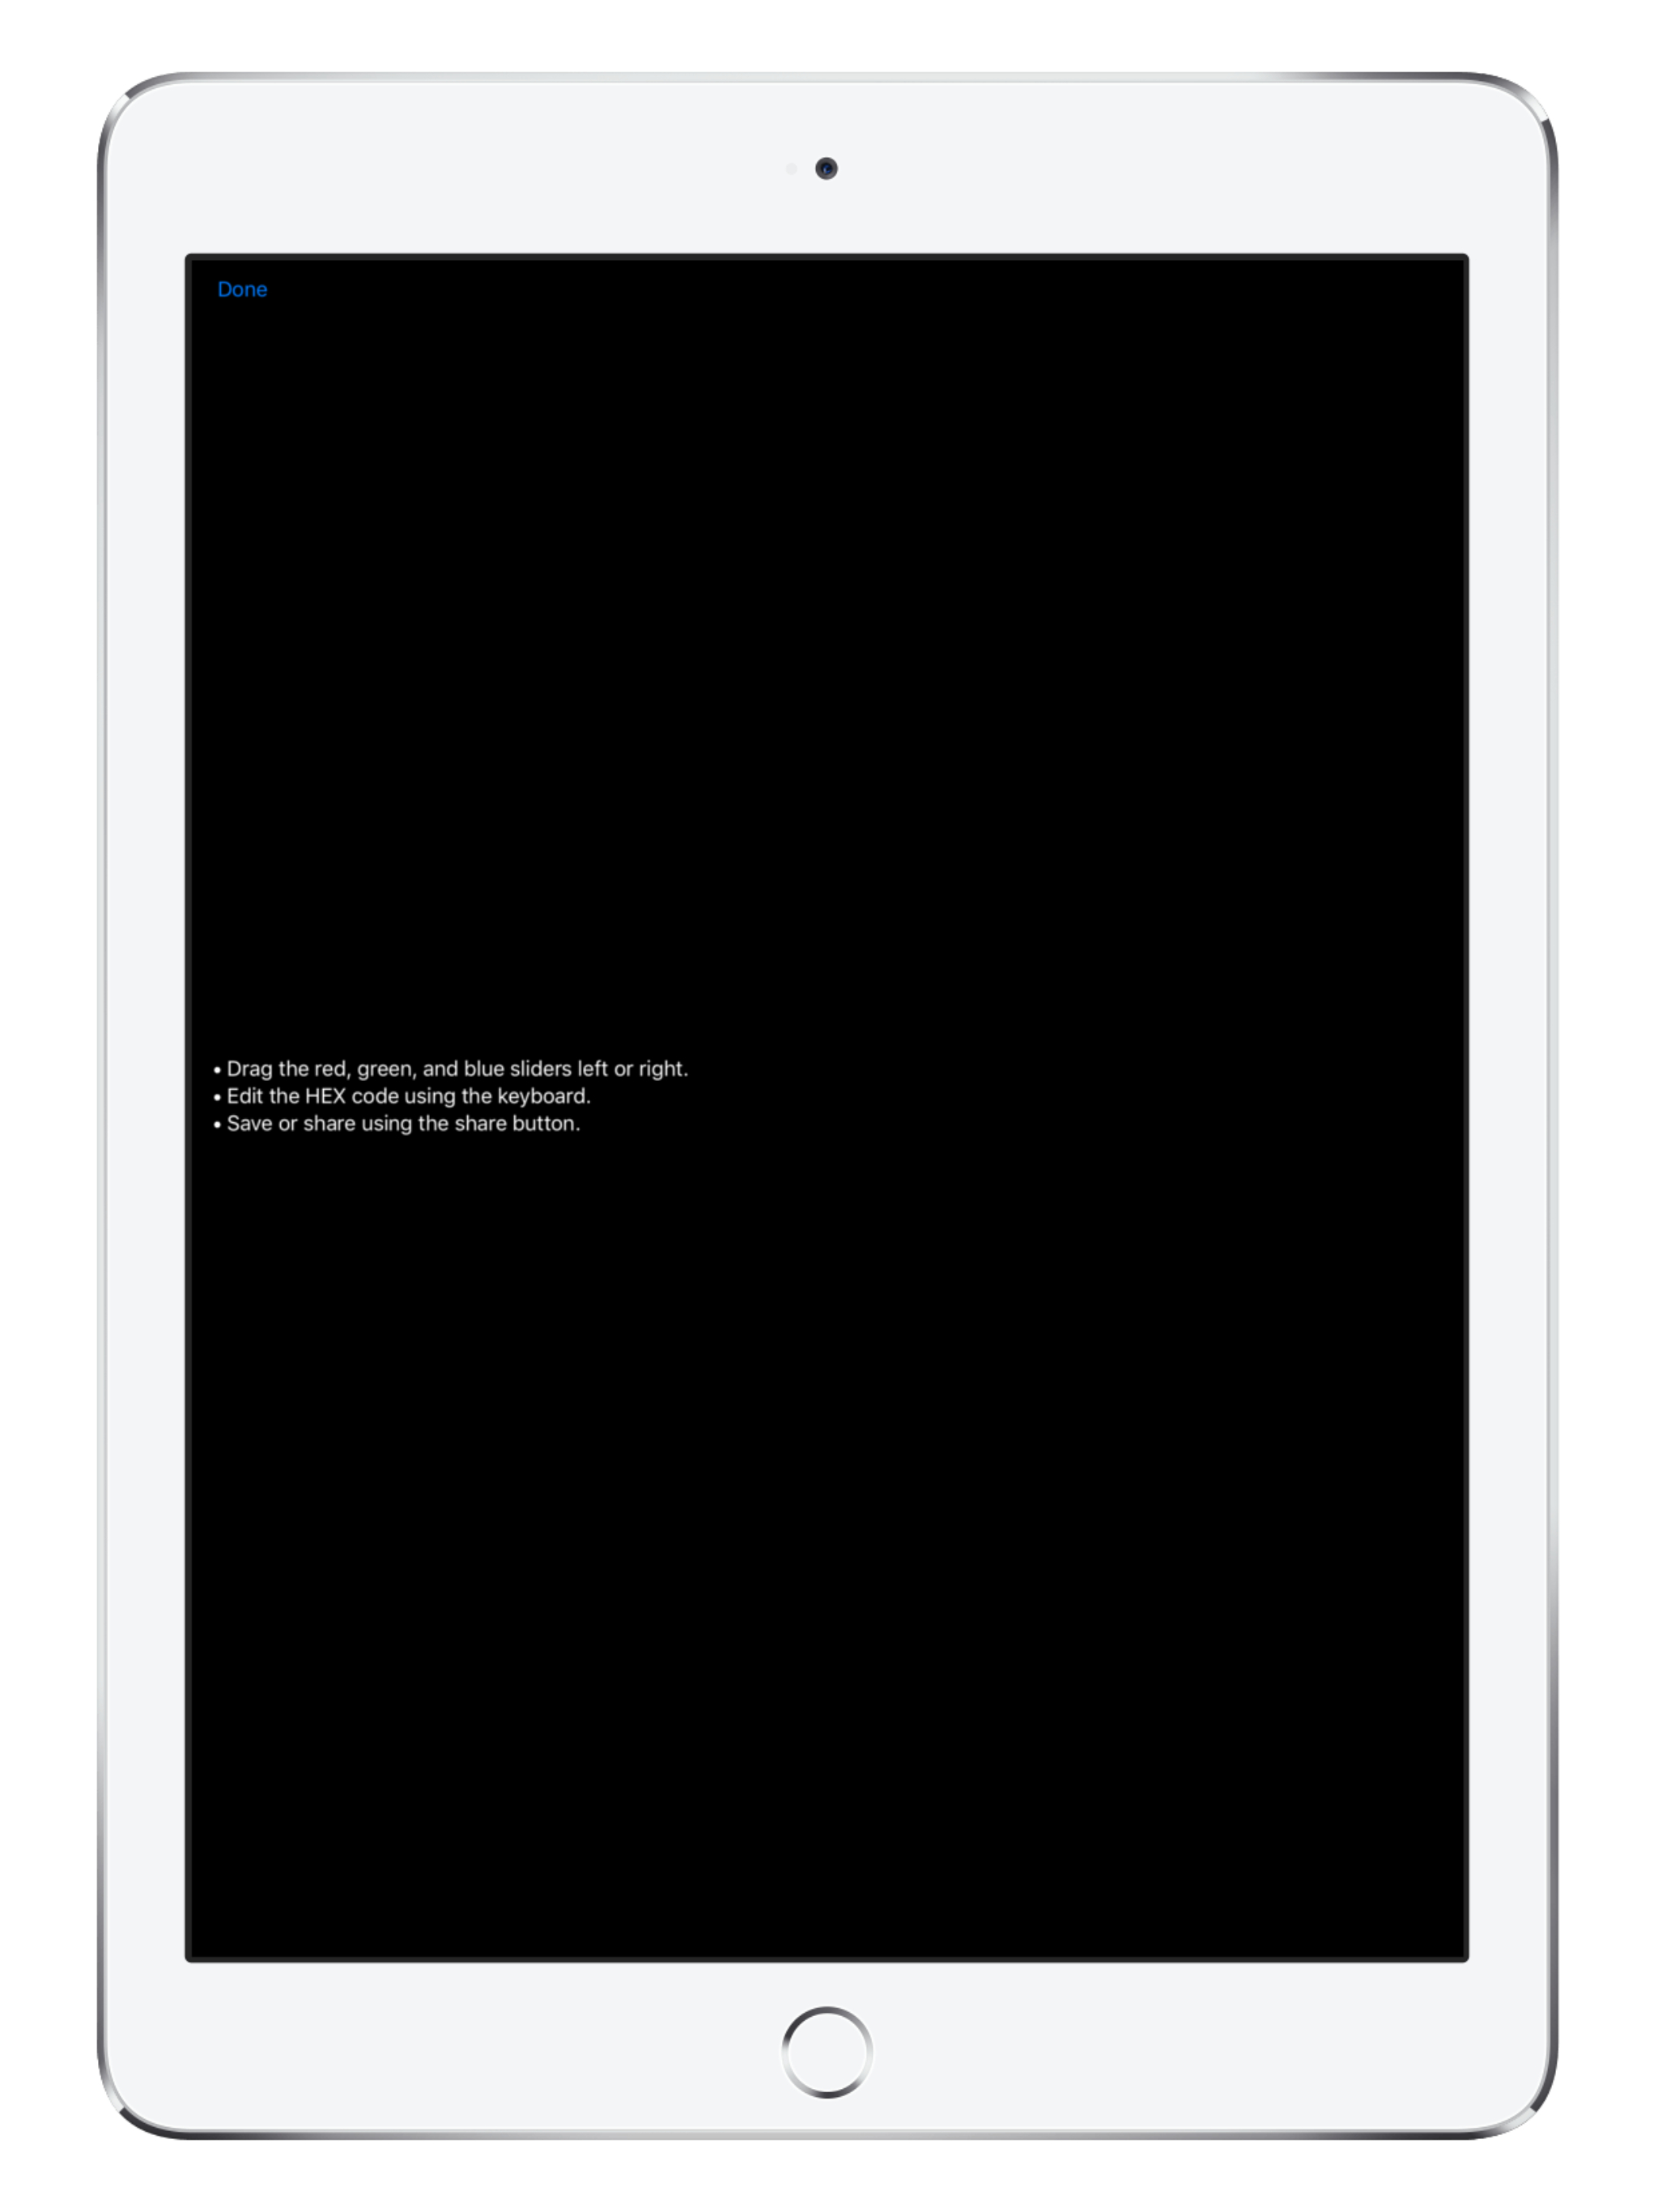 Done
• Drag the red, green, and blue sliders left or right.
• Edit the HEX code using the keyboard.
• Save or share using the share button.